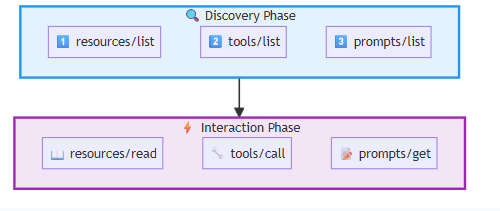 🔍 Discovery Phase
1️⃣ resources/list
2️⃣ tools/list
3️⃣ prompts/list
⚡ Interaction Phase
📖 resources/read
🔧 tools/call
📝 prompts/get